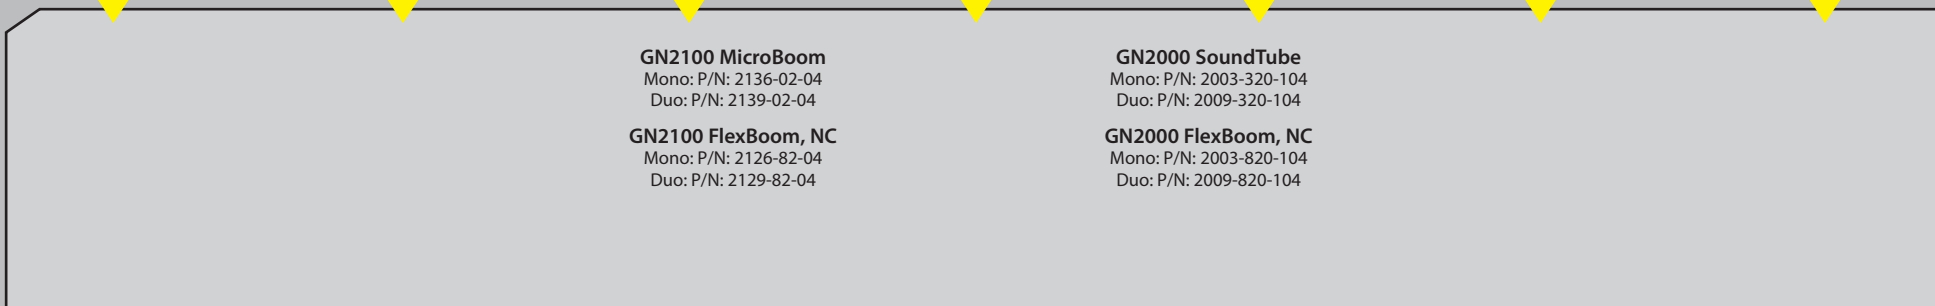 GN2100 MicroBoom
Mono: P/N: 2136-02-04
Duo: P/N: 2139-02-04
GN2100 FlexBoom, NC
Mono: P/N: 2126-82-04
Duo: P/N: 2129-82-04
GN2000 SoundTube
Mono: P/N: 2003-320-104
Duo: P/N: 2009-320-104
GN2000 FlexBoom, NC
Mono: P/N: 2003-820-104
Duo: P/N: 2009-820-104